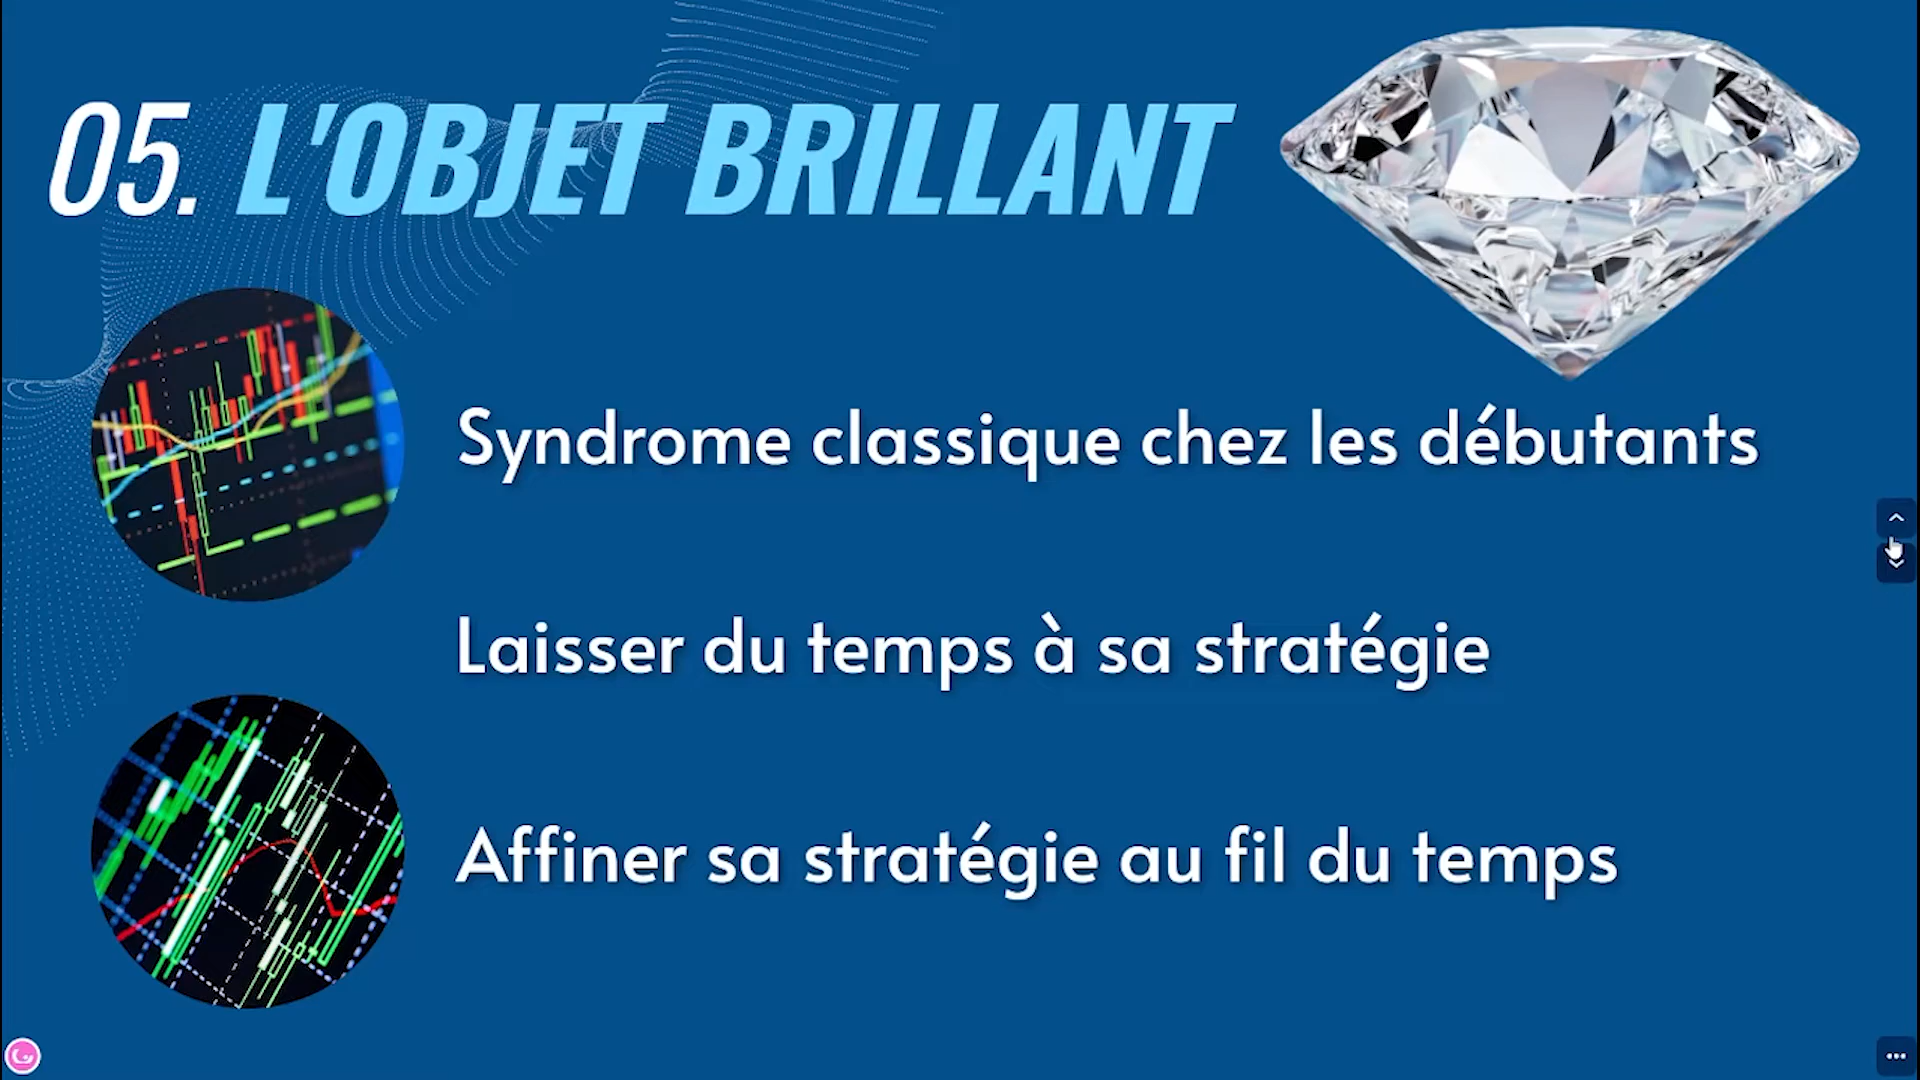 05. L'OBJET BRILLANT
Syndrome classique chez les débutants
Laisser du temps à sa stratégie
Affiner sa stratégie au fil du temps